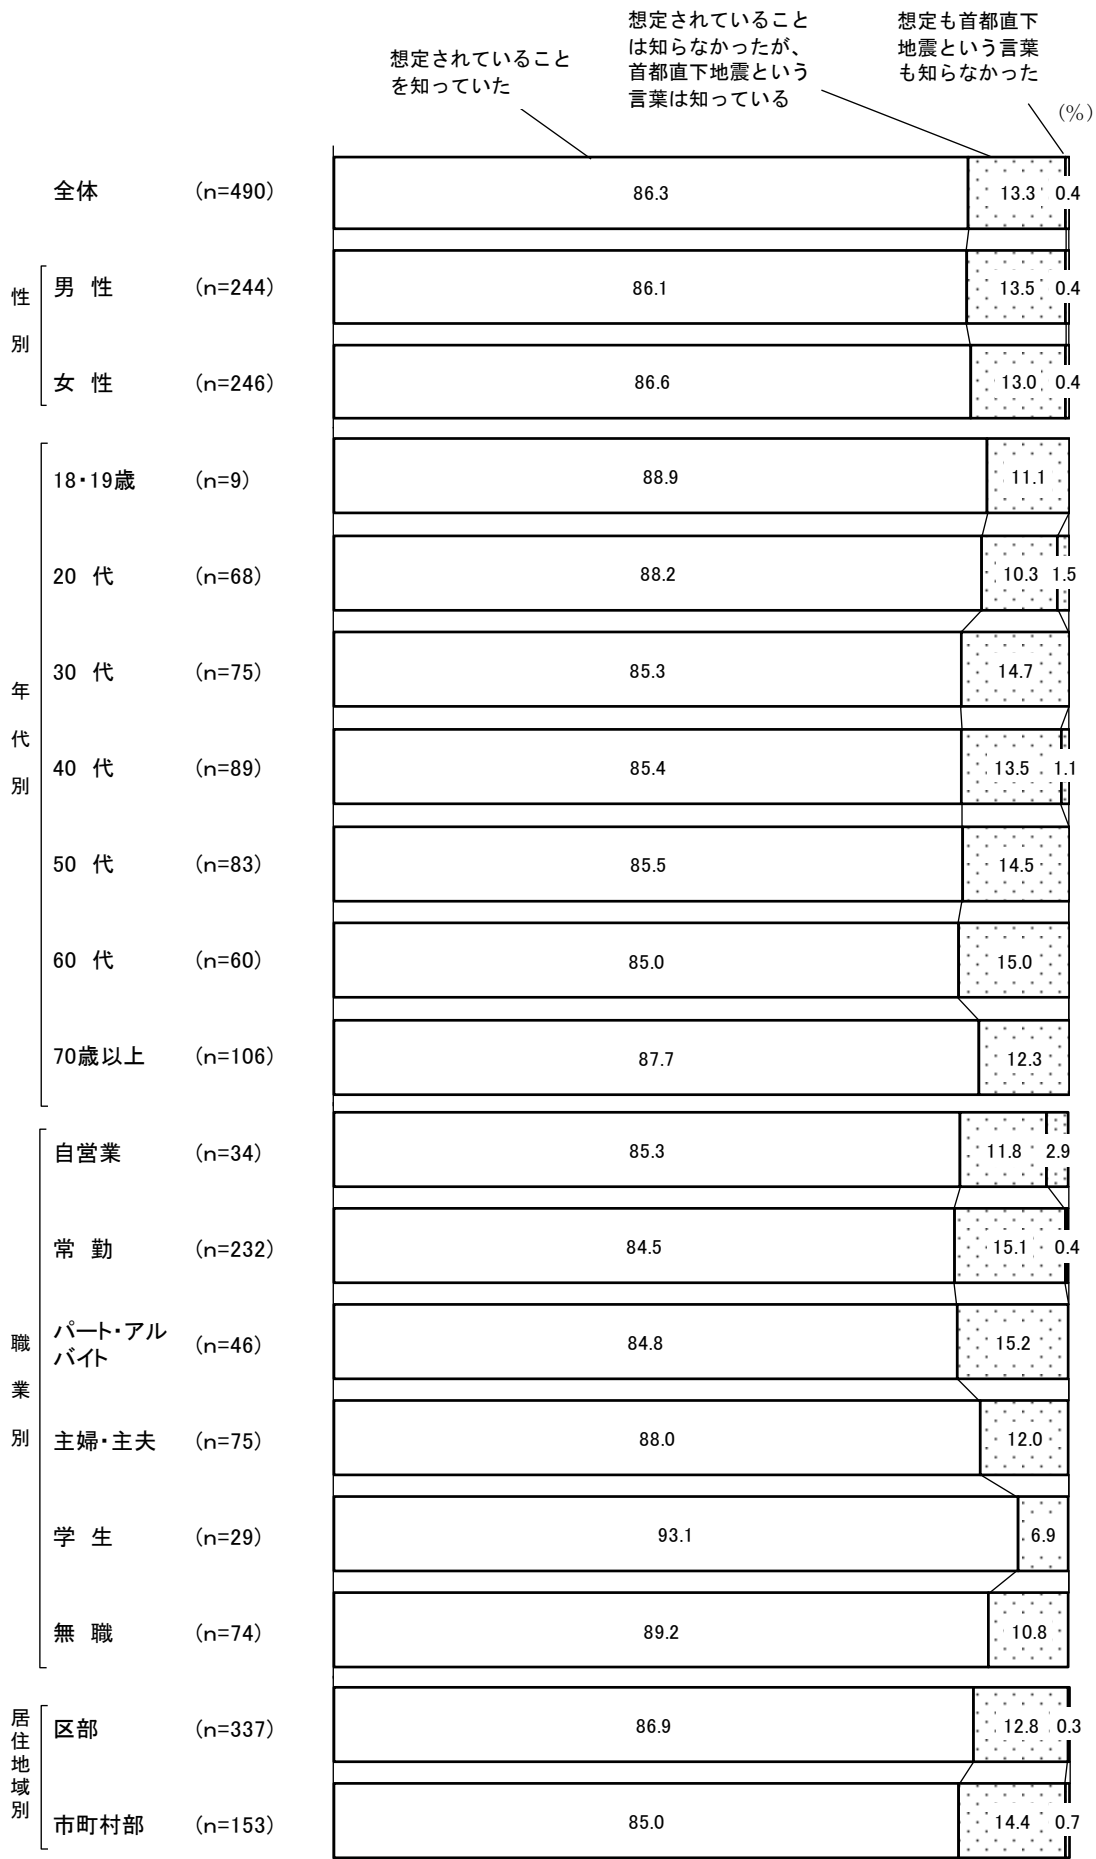 想定されていること
を知っていた
想定されていること
は知らなかったが、
首都直下地震という
言葉は知っている
想定も首都直下
地震という言葉
も知らなかった
(%)
全体 (n=490) 86.3 13.3 0.4
性別
男 性 (n=244) 86.1 13.5 0.4
女 性 (n=246) 86.6 13.0 0.4
年代別
18・19歳 (n=9) 88.9 11.1
20 代 (n=68) 88.2 10.3 1.5
30 代 (n=75) 85.3 14.7
40 代 (n=89) 85.4 13.5 1.1
50 代 (n=83) 85.5 14.5
60 代 (n=60) 85.0 15.0
70歳以上 (n=106) 87.7 12.3
職業別
自営業 (n=34) 85.3 11.8 2.9
常 勤 (n=232) 84.5 15.1 0.4
パート・アル
バイト (n=46) 84.8 15.2
主婦・主夫 (n=75) 88.0 12.0
学 生 (n=29) 93.1 6.9
無 職 (n=74) 89.2 10.8
居住地域別
区部 (n=337) 86.9 12.8 0.3
市町村部 (n=153) 85.0 14.4 0.7